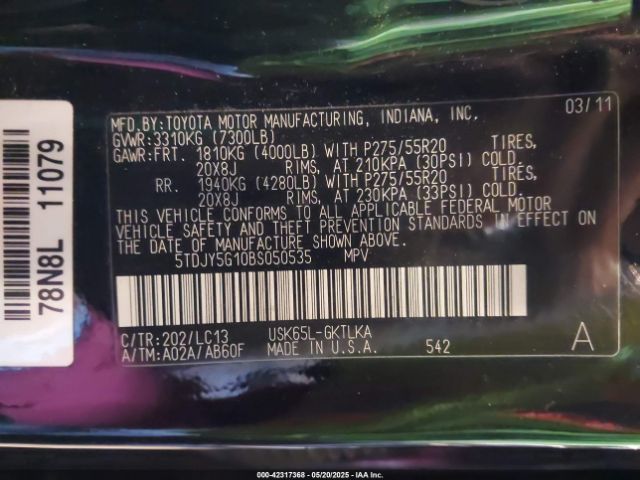 MFD.BY:TOYOTA MOTOR MANUFACTURING, INDIANA, INC. 03/11
GVWR:3310KG (7300LB)
GAWR:FRT. 1810KG (4000LB) WITH P275/55R20 TIRES,
20X8J RIMS, AT 210KPA (30PSI) COLD.
RR. 1940KG (4280LB) WITH P275/55R20 TIRES,
20X8J RIMS, AT 230KPA (33PSI) COLD.
THIS VEHICLE CONFORMS TO ALL APPLICABLE FEDERAL MOTOR
VEHICLE SAFETY AND THEFT PREVENTION STANDARDS IN EFFECT ON
THE DATE OF MANUFACTURE SHOWN ABOVE.
5TDJY5G10BS050535 MPV
C/TR:202/LC13 USK65L-GKTLKA
A/TM:A02A/AB60F MADE IN U.S.A. 542 A
78N8L 11079
000-42317368 - 05/20/2025 - IAA Inc.